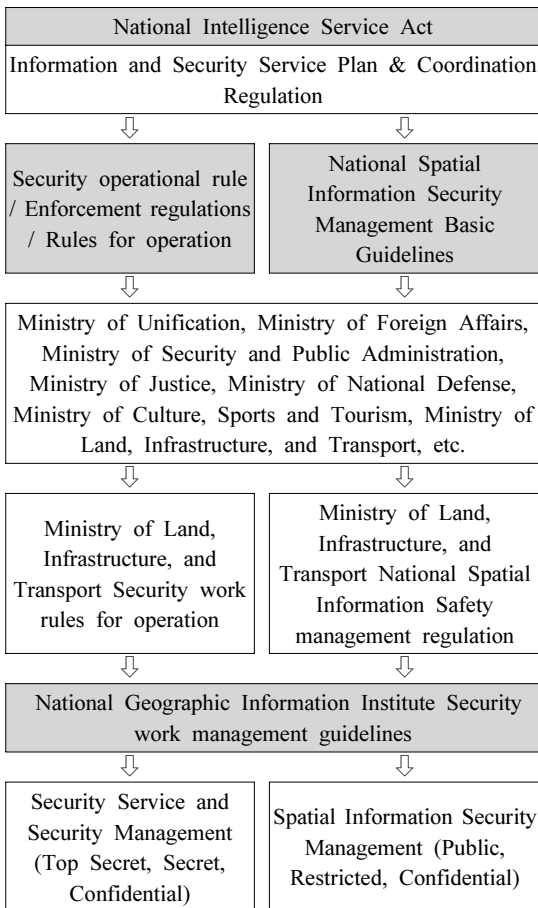 National Intelligence Service Act
Information and Security Service Plan & Coordination
Regulation
Security operational rule
/ Enforcement regulations
/ Rules for operation
National Spatial
Information Security
Management Basic
Guidelines
Ministry of Unification, Ministry of Foreign Affairs,
Ministry of Security and Public Administration,
Ministry of Justice, Ministry of National Defense,
Ministry of Culture, Sports and Tourism, Ministry of
Land, Infrastructure, and Transport, etc.
Ministry of Land,
Infrastructure, and
Transport Security work
rules for operation
Ministry of Land,
Infrastructure, and
Transport National Spatial
Information Safety
management regulation
National Geographic Information Institute Security
work management guidelines
Security Service and
Security Management
(Top Secret, Secret,
Confidential)
Spatial Information Security
Management (Public,
Restricted, Confidential)